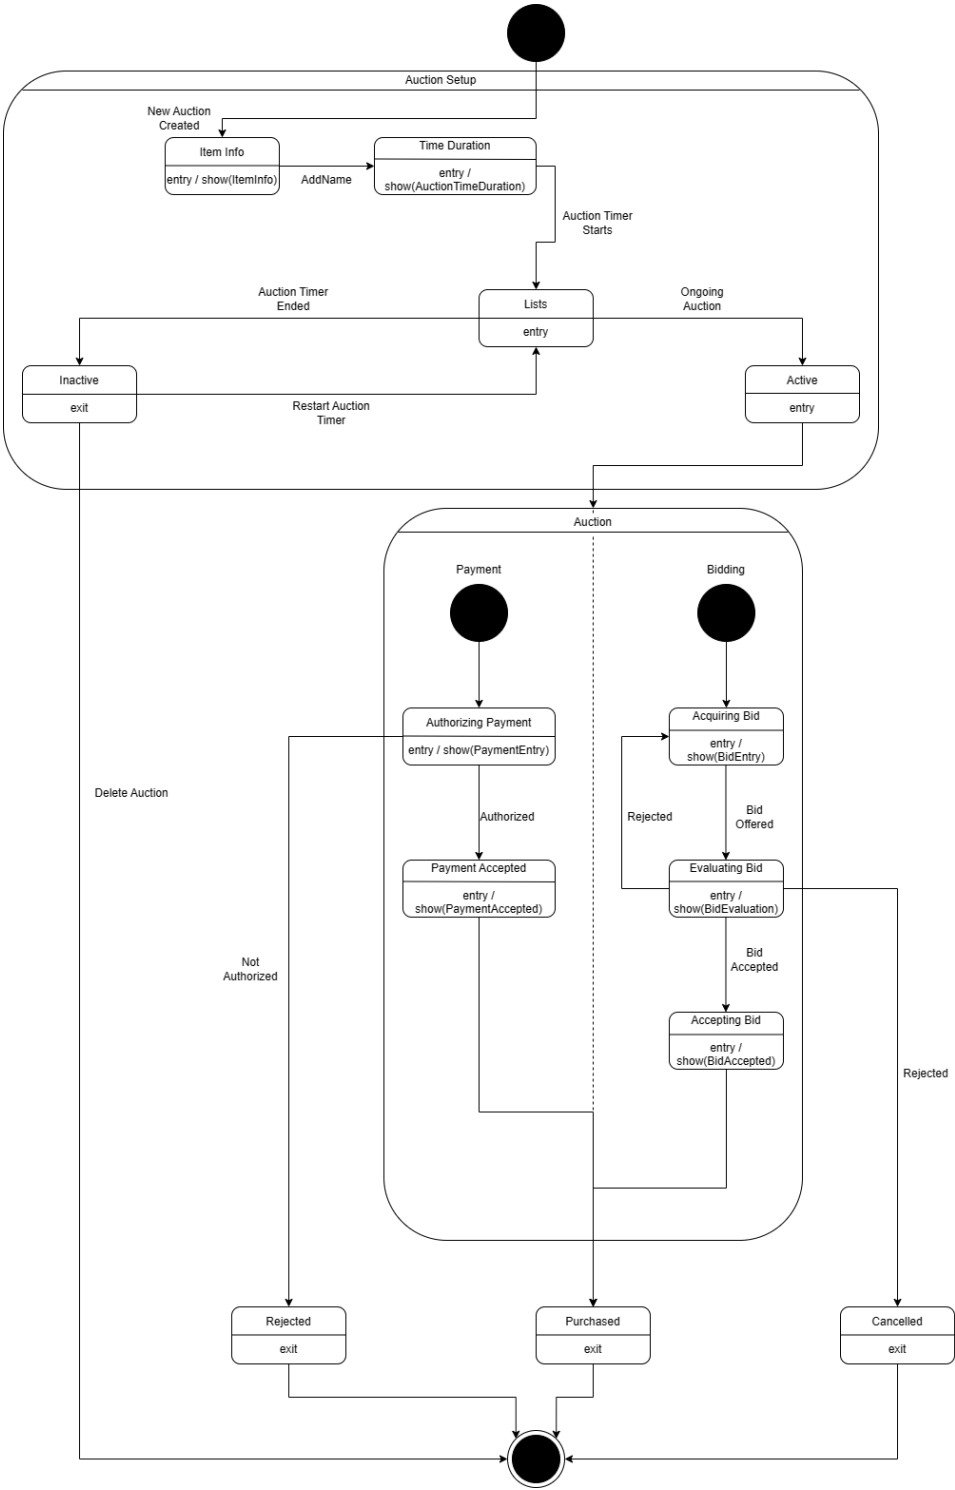 Auction Setup
New Auction
Created
Item Info
entry / show(ItemInfo)
AddName
Time Duration
entry /
show(AuctionTimeDuration)
Auction Timer
Starts
Auction Timer
Ended
Lists
entry
Ongoing
Auction
Inactive
exit
Restart Auction
Timer
Active
entry
Auction
Payment
Bidding
Authorizing Payment
entry / show(PaymentEntry)
Acquiring Bid
entry /
show(BidEntry)
Delete Auction
Authorized
Rejected
Bid
Offered
Payment Accepted
entry /
show(PaymentAccepted)
Evaluating Bid
entry /
show(BidEvaluation)
Not
Authorized
Bid
Accepted
Accepting Bid
entry /
show(BidAccepted)
Rejected
Rejected
exit
Purchased
exit
Cancelled
exit